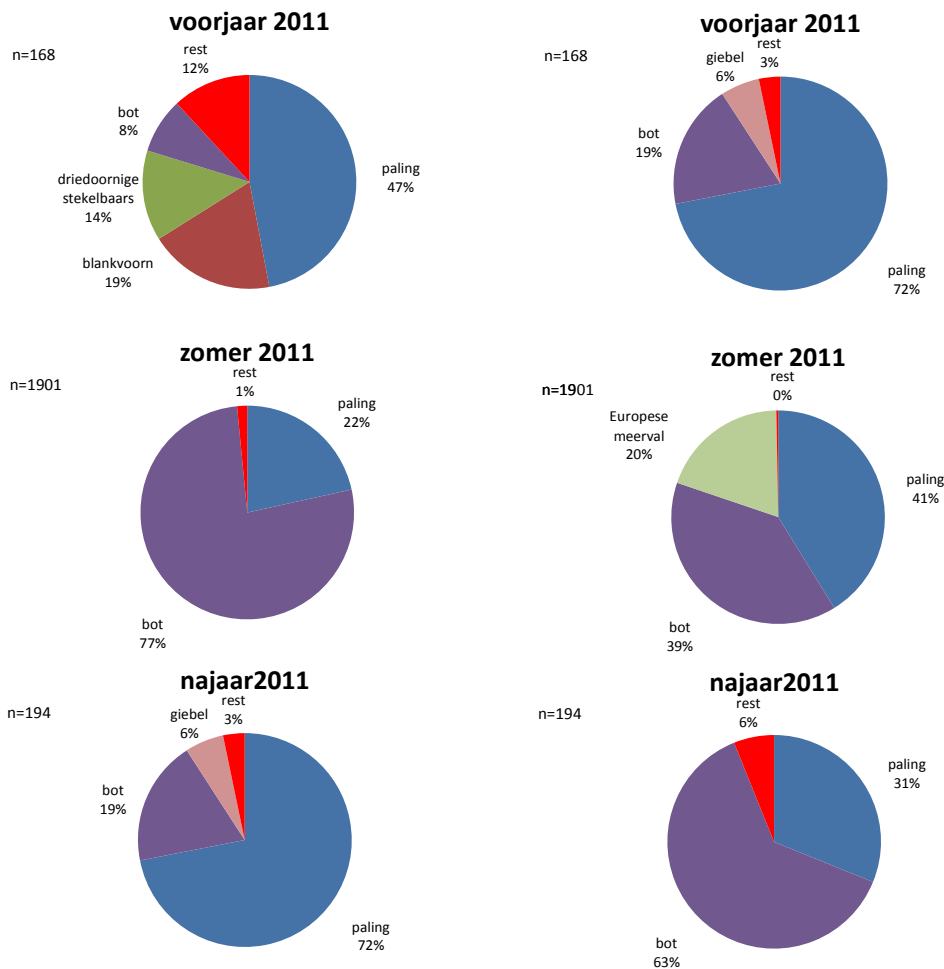 voorjaar 2011
n=168
rest
12%
bot
8%
driedoornige
stekelbaars
14%
blankvoorn
19%
paling
47%
voorjaar 2011
n=168
rest
3%
giebel
6%
bot
19%
paling
72%
zomer 2011
n=1901
rest
1%
paling
22%
bot
77%
zomer 2011
n=1901
rest
0%
Europese
meerval
20%
paling
41%
bot
39%
najaar2011
n=194
rest
3%
giebel
6%
bot
19%
paling
72%
najaar2011
n=194
rest
6%
paling
31%
bot
63%